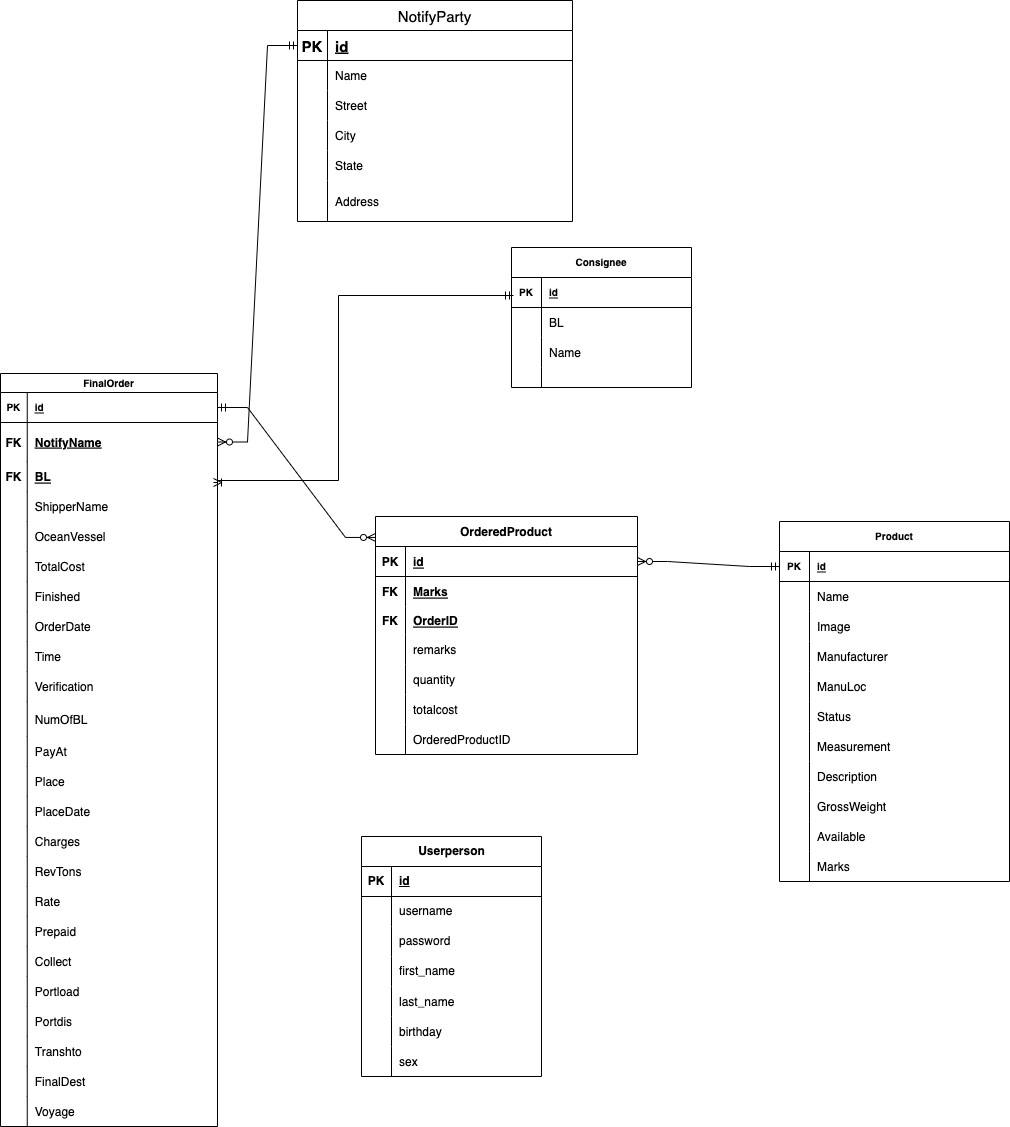 NotifyParty
PK id
Name
Street
City
State
Address
Consignee
PK id
BL
Name
FinalOrder
PK id
FK NotifyName
FK BL
ShipperName
OceanVessel
TotalCost
Finished
OrderDate
Time
Verification
NumOfBL
PayAt
Place
PlaceDate
Charges
RevTons
Rate
Prepaid
Collect
Portload
Portdis
Transhto
FinalDest
Voyage
OrderedProduct
PK id
FK Marks
FK OrderID
remarks
quantity
totalcost
OrderedProductID
Product
PK id
Name
Image
Manufacturer
ManuLoc
Status
Measurement
Description
GrossWeight
Available
Marks
Userperson
PK id
username
password
first_name
last_name
birthday
sex